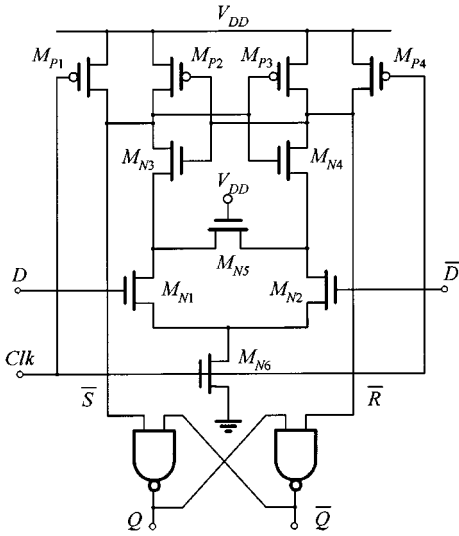 V_DD
M_P1 M_P2 M_P3 M_P4
M_N3 M_N4
V_DD
M_N5
D M_N1 M_N2 D̅
Clk M_N6
S̅ R̅
Q Q̅